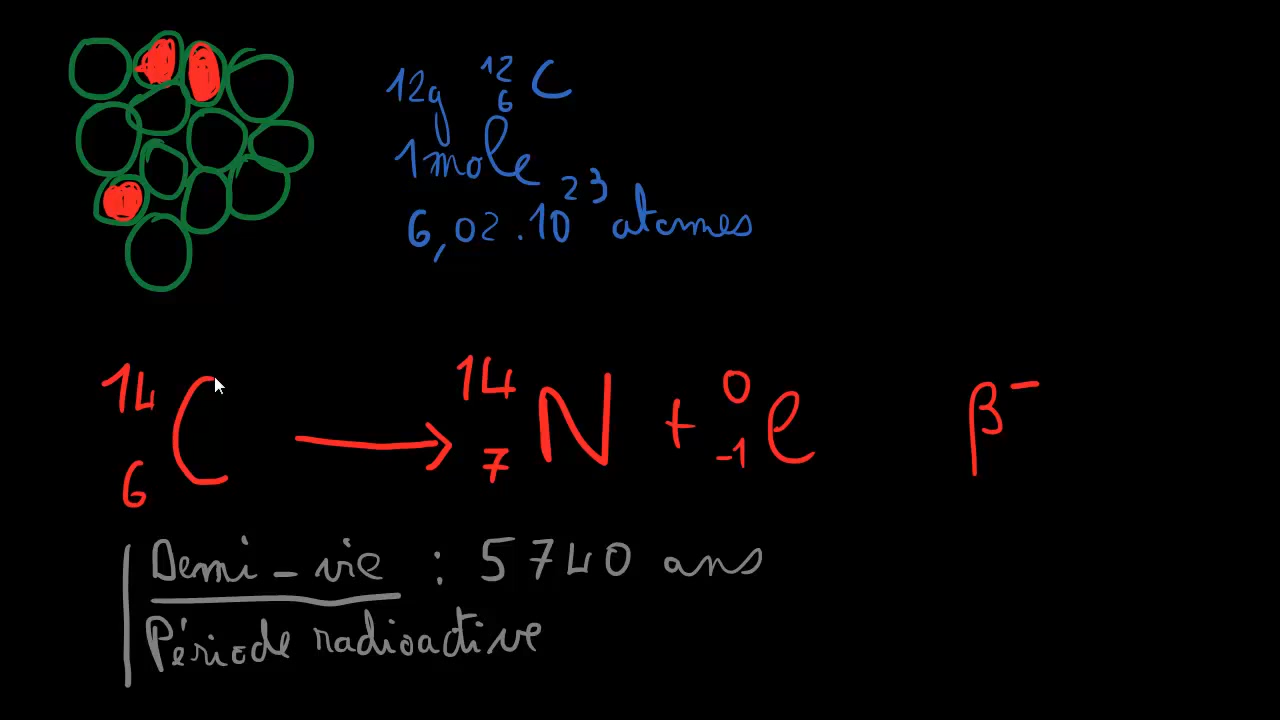 12g ¹²₆C
1mole
6,02.10²³ atomes
¹⁴₆C → ¹⁴₇N + ⁰₋₁e β⁻
Demi-vie : 5740 ans
Période radioactive